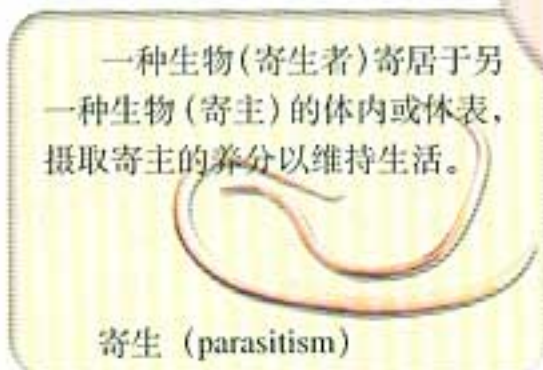 一种生物(寄生者)寄居于另
一种生物(寄主)的体内或体表,
摄取寄主的养分以维持生活。
寄生 (parasitism)